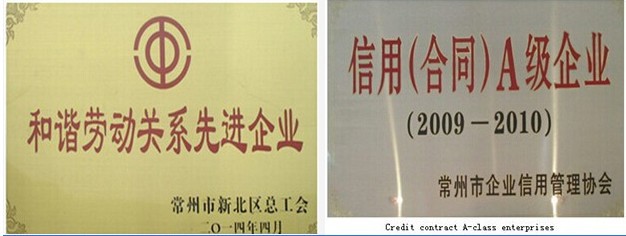 和谐劳动关系先进企业
常州市新北区总工会
二〇一四年四月
信用(合同)A级企业
(2009-2010)
常州市企业信用管理协会
Credit contract A-class enterprises